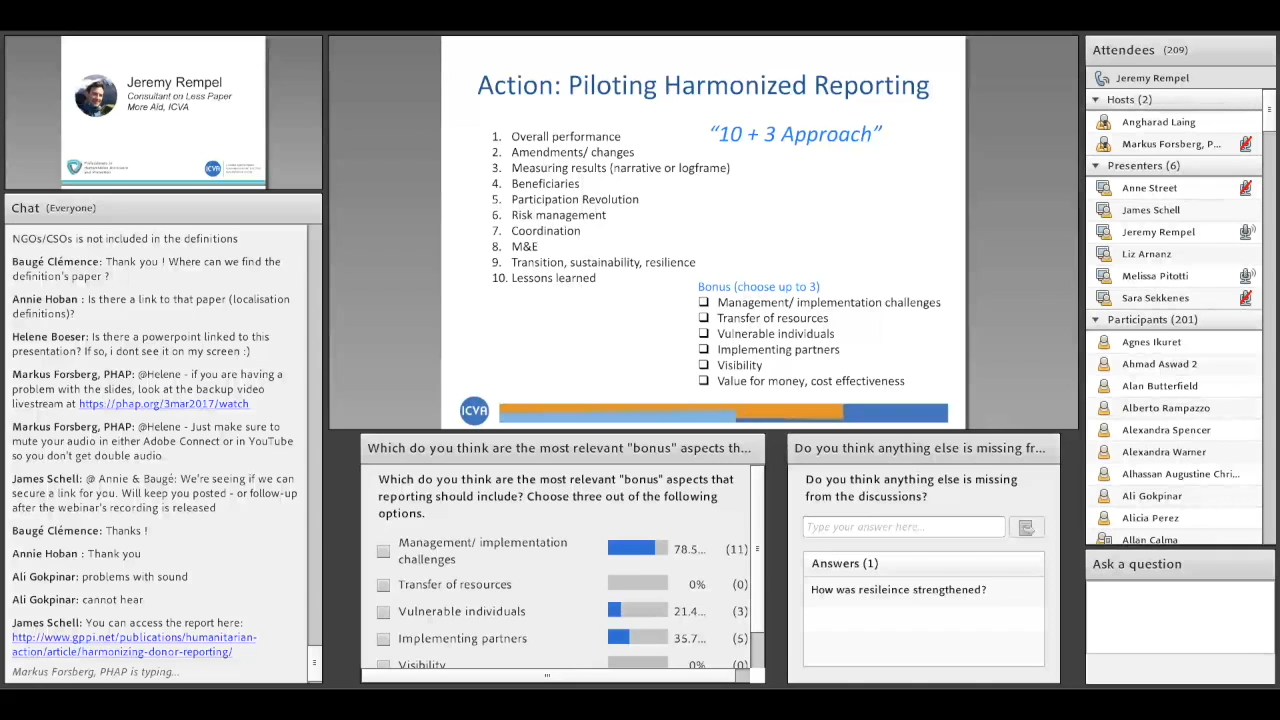 Jeremy Rempel
Consultant on Less Paper
More Aid, ICVA
ICVA
Chat (Everyone)
NGOs/CSOs is not included in the definitions
Baugé Clémence: Thank you ! Where can we find the
definition's paper ?
Annie Hoban : Is there a link to that paper (localisation
definitions)?
Helene Boeser: Is there a powerpoint linked to this
presentation? If so, i dont see it on my screen :)
Markus Forsberg, PHAP: @Helene - if you are having a
problem with the slides, look at the backup video
livestream at https://phap.org/3mar2017/watch
Markus Forsberg, PHAP: @Helene - Just make sure to
mute your audio in either Adobe Connect or in YouTube
so you don't get double audio.
James Schell: @ Annie & Baugé: We're seeing if we can
secure a link for you. Will keep you posted - or follow-up
after the webinar's recording is released
Baugé Clémence: Thanks !
Annie Hoban : Thank you
Ali Gokpinar: problems with sound
Ali Gokpinar: cannot hear
James Schell: You can access the report here:
http://www.gppi.net/publications/humanitarian-
action/article/harmonizing-donor-reporting/
Markus Forsberg, PHAP is typing...
Action: Piloting Harmonized Reporting
"10 + 3 Approach"
1. Overall performance
2. Amendments/ changes
3. Measuring results (narrative or logframe)
4. Beneficiaries
5. Participation Revolution
6. Risk management
7. Coordination
8. M&E
9. Transition, sustainability, resilience
10. Lessons learned
Bonus (choose up to 3)
Management/ implementation challenges
Transfer of resources
Vulnerable individuals
Implementing partners
Visibility
Value for money, cost effectiveness
ICVA
Which do you think are the most relevant "bonus" aspects th...
Which do you think are the most relevant "bonus" aspects that
reporting should include? Choose three out of the following
options.
Management/ implementation
challenges
78.5... (11)
Transfer of resources 0% (0)
Vulnerable individuals 21.4... (3)
Implementing partners 35.7... (5)
Visibility 0% (0)
Do you think anything else is missing fr...
Do you think anything else is missing
from the discussions?
Type your answer here...
Answers (1)
How was resileince strengthened?
Attendees (209)
Jeremy Rempel
Hosts (2)
Angharad Laing
Markus Forsberg, P...
Presenters (6)
Anne Street
James Schell
Jeremy Rempel
Liz Arnanz
Melissa Pitotti
Sara Sekkenes
Participants (201)
Agnes Ikuret
Ahmad Aswad 2
Alan Butterfield
Alberto Rampazzo
Alexandra Spencer
Alexandra Warner
Alhassan Augustine Chri...
Ali Gokpinar
Alicia Perez
Allan Calma
Ask a question